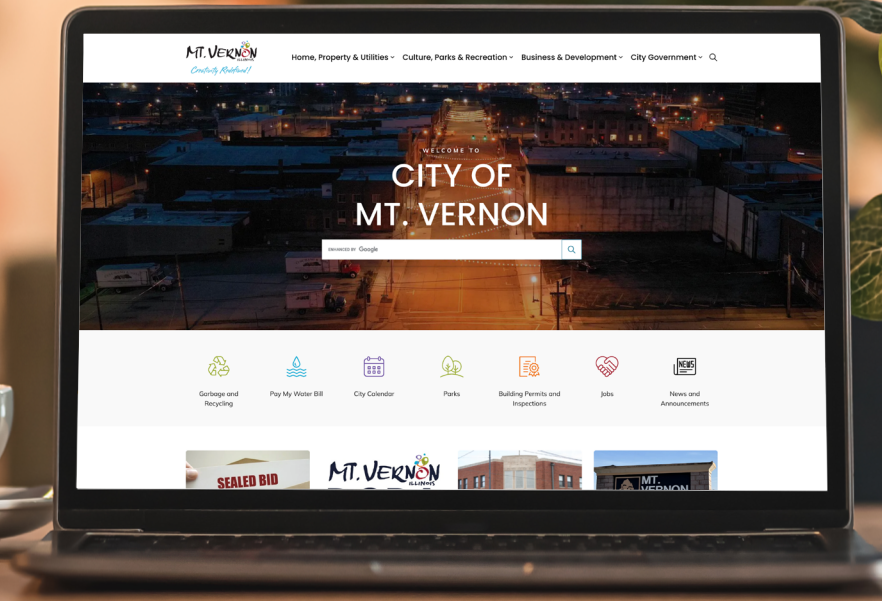 MT. VERNON
ILLINOIS
Creativity Redefined!
Home, Property & Utilities
Culture, Parks & Recreation
Business & Development
City Government
WELCOME TO
CITY OF
MT. VERNON
ENHANCED BY Google
Garbage and
Recycling
Pay My Water Bill
City Calendar
Parks
Building Permits and
Inspections
Jobs
NEWS
News and
Announcements
SEALED BID
MT. VERNON
ILLINOIS
MT.
VERNON